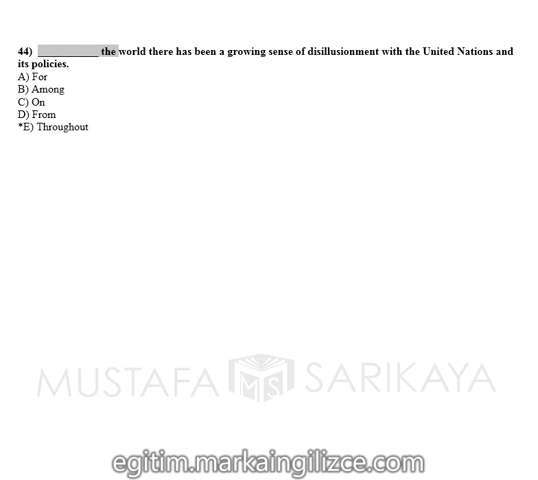 44) ____________ the world there has been a growing sense of disillusionment with the United Nations and
its policies.
A) For
B) Among
C) On
D) From
*E) Throughout
MUSTAFA MS SARIKAYA
egitim.markaingilizce.com